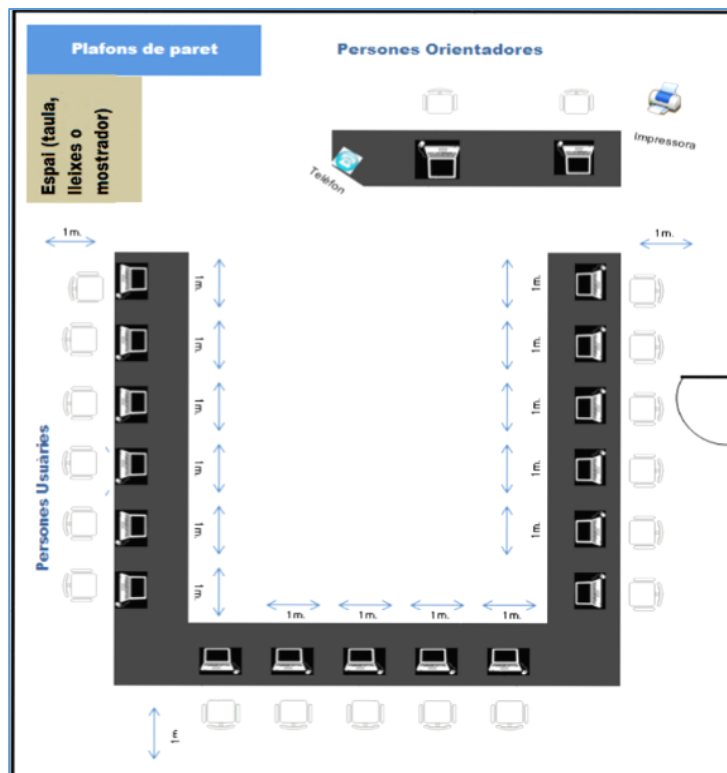 Plafons de paret
Persones Orientadores
Espai (taula,
lleixes o
mostrador)
Impressora
Telèfon
1m.
1m.
1m.
1m.
1m.
1m.
1m.
1m.
1m.
1m.
1m.
1m.
1m.
Persones Usuàries
1m.
1m.
1m.
1m.
1m